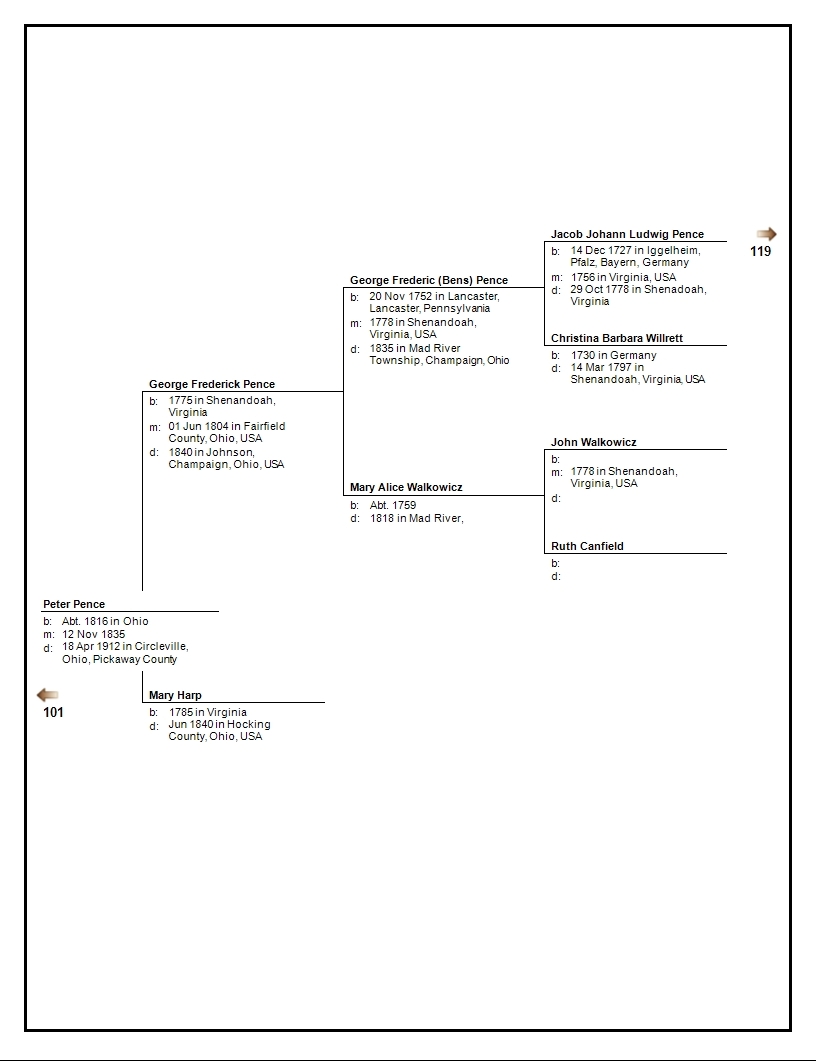 Jacob Johann Ludwig Pence
b: 14 Dec 1727 in Iggelheim,
Pfalz, Bayern, Germany
m: 1756 in Virginia, USA
d: 29 Oct 1778 in Shenadoah,
Virginia
119
George Frederic (Bens) Pence
b: 20 Nov 1752 in Lancaster,
Lancaster, Pennsylvania
m: 1778 in Shenandoah,
Virginia, USA
d: 1835 in Mad River
Township, Champaign, Ohio
Christina Barbara Willrett
b: 1730 in Germany
d: 14 Mar 1797 in
Shenandoah, Virginia, USA
George Frederick Pence
b: 1775 in Shenandoah,
Virginia
m: 01 Jun 1804 in Fairfield
County, Ohio, USA
d: 1840 in Johnson,
Champaign, Ohio, USA
John Walkowicz
b:
m: 1778 in Shenandoah,
Virginia, USA
d:
Mary Alice Walkowicz
b: Abt. 1759
d: 1818 in Mad River,
Ruth Canfield
b:
d:
Peter Pence
b: Abt. 1816 in Ohio
m: 12 Nov 1835
d: 18 Apr 1912 in Circleville,
Ohio, Pickaway County
101
Mary Harp
b: 1785 in Virginia
d: Jun 1840 in Hocking
County, Ohio, USA